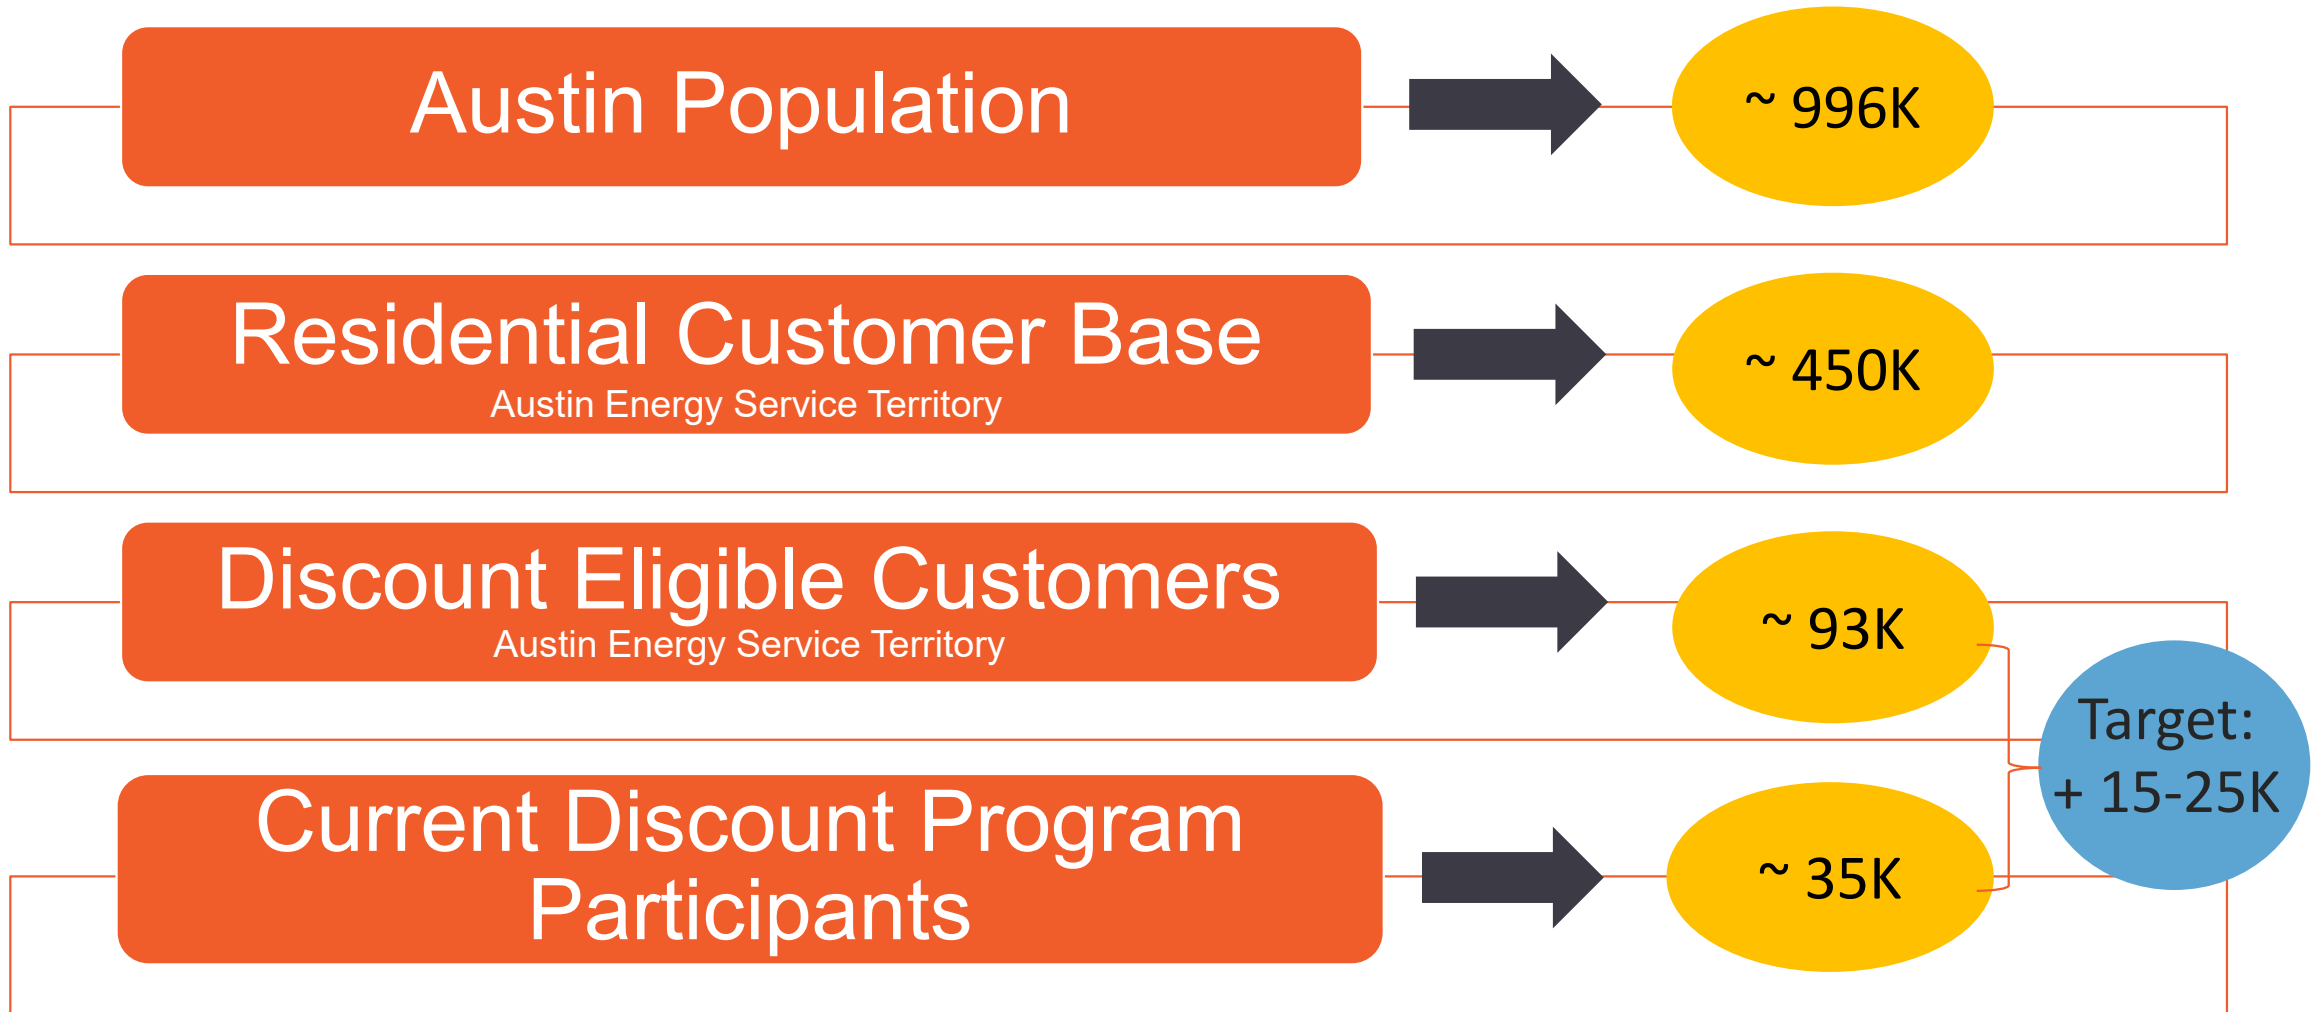 Austin Population
~ 996K
Residential Customer Base
Austin Energy Service Territory
~ 450K
Discount Eligible Customers
Austin Energy Service Territory
~ 93K
Target:
+ 15-25K
Current Discount Program
Participants
~ 35K